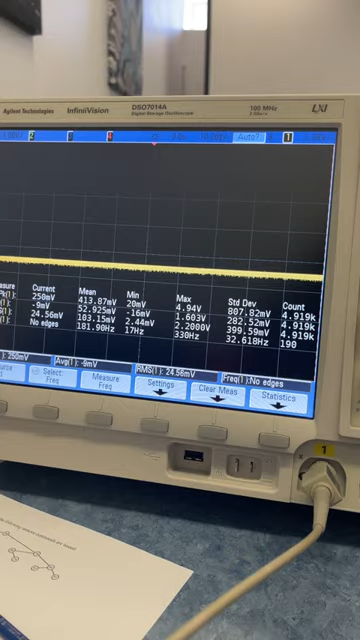 Agilent Technologies InfiniiVision DSO7014A 100 MHz LXI
Digital Storage Oscilloscope
2 Auto? 1
Current Mean Min Max Std Dev Count
250mV 413.87mV 20mV 4.94V 807.82mV 4.919k
-9mV 52.925mV -16mV 1.603V 282.52mV 4.919k
24.56mV 103.15mV 2.44mV 2.2000V 399.59mV 4.919k
No edges 181.90Hz 17Hz 330Hz 32.618Hz 190
: 250mV Avg(1): -9mV RMS(1): 24.56mV Freq(1): No edges
Select: Freq
Measure Freq
Settings
Clear Meas
Statistics
1